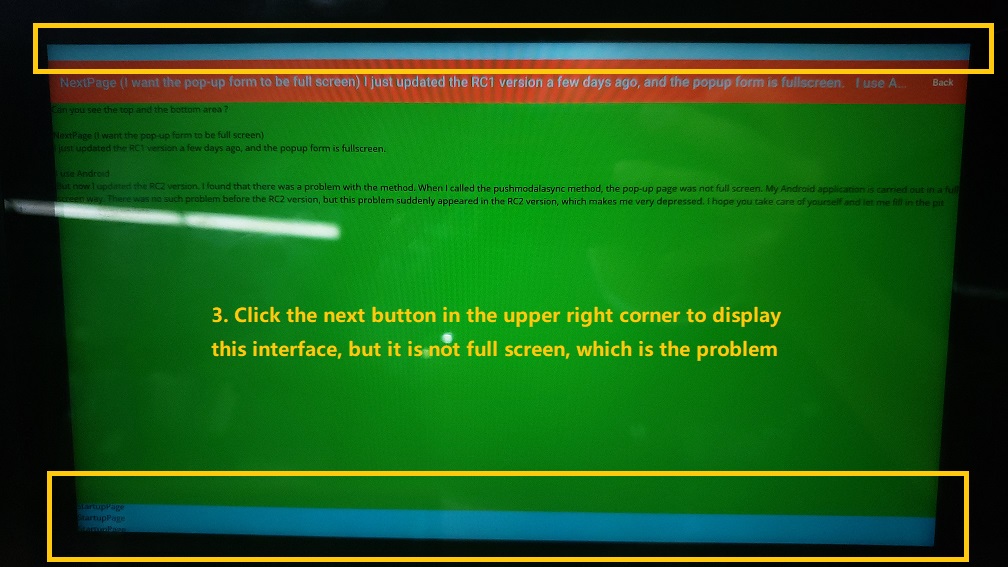 NextPage (I want the pop-up form to be full screen) I just updated the RC1 version a few days ago, and the popup form is fullscreen. I use A...
Back
Can you see the top and the bottom area ?
NextPage (I want the pop-up form to be full screen)
I just updated the RC1 version a few days ago, and the popup form is fullscreen.
I use Android
But now I updated the RC2 version, I found that there was a problem with the method. When I called the pushmodalasync method, the pop-up page was not full screen. My Android application is carried out in a full
screen way. There was no such problem before the RC2 version, but this problem suddenly appeared in the RC2 version, which makes me very depressed. I hope you take care of yourself and let me fill in the pit
3. Click the next button in the upper right corner to display
this interface, but it is not full screen, which is the problem
StartupPage
StartupPage
StartupPage